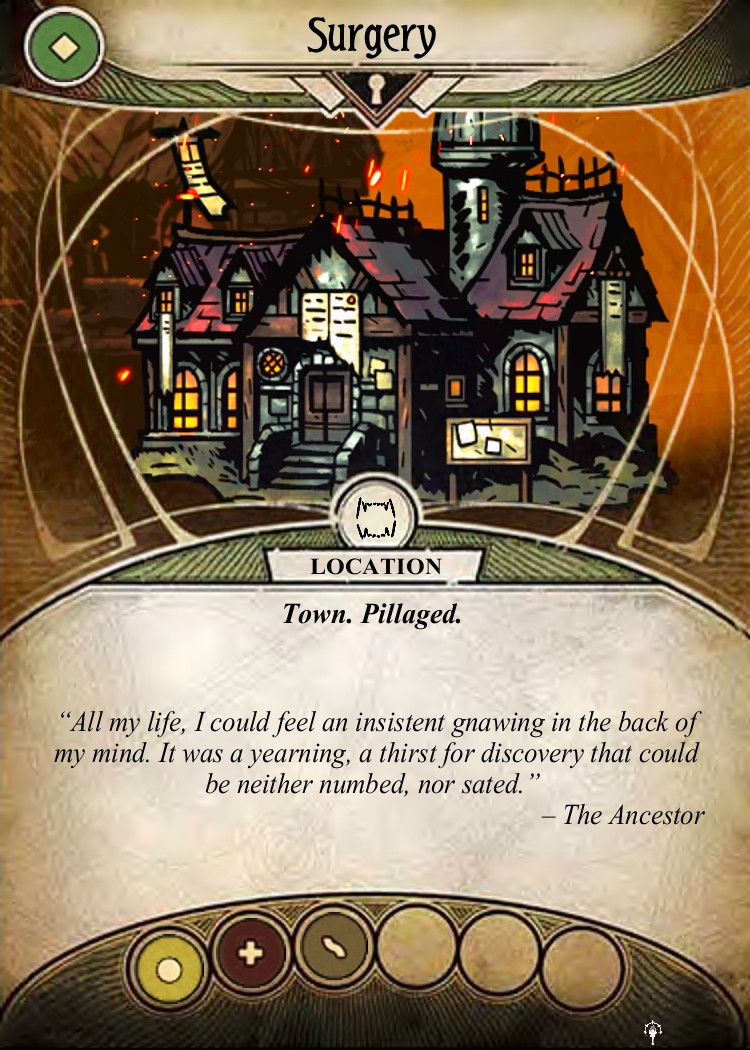 Surgery
LOCATION
Town. Pillaged.
“All my life, I could feel an insistent gnawing in the back of
my mind. It was a yearning, a thirst for discovery that could
be neither numbed, nor sated.”
– The Ancestor